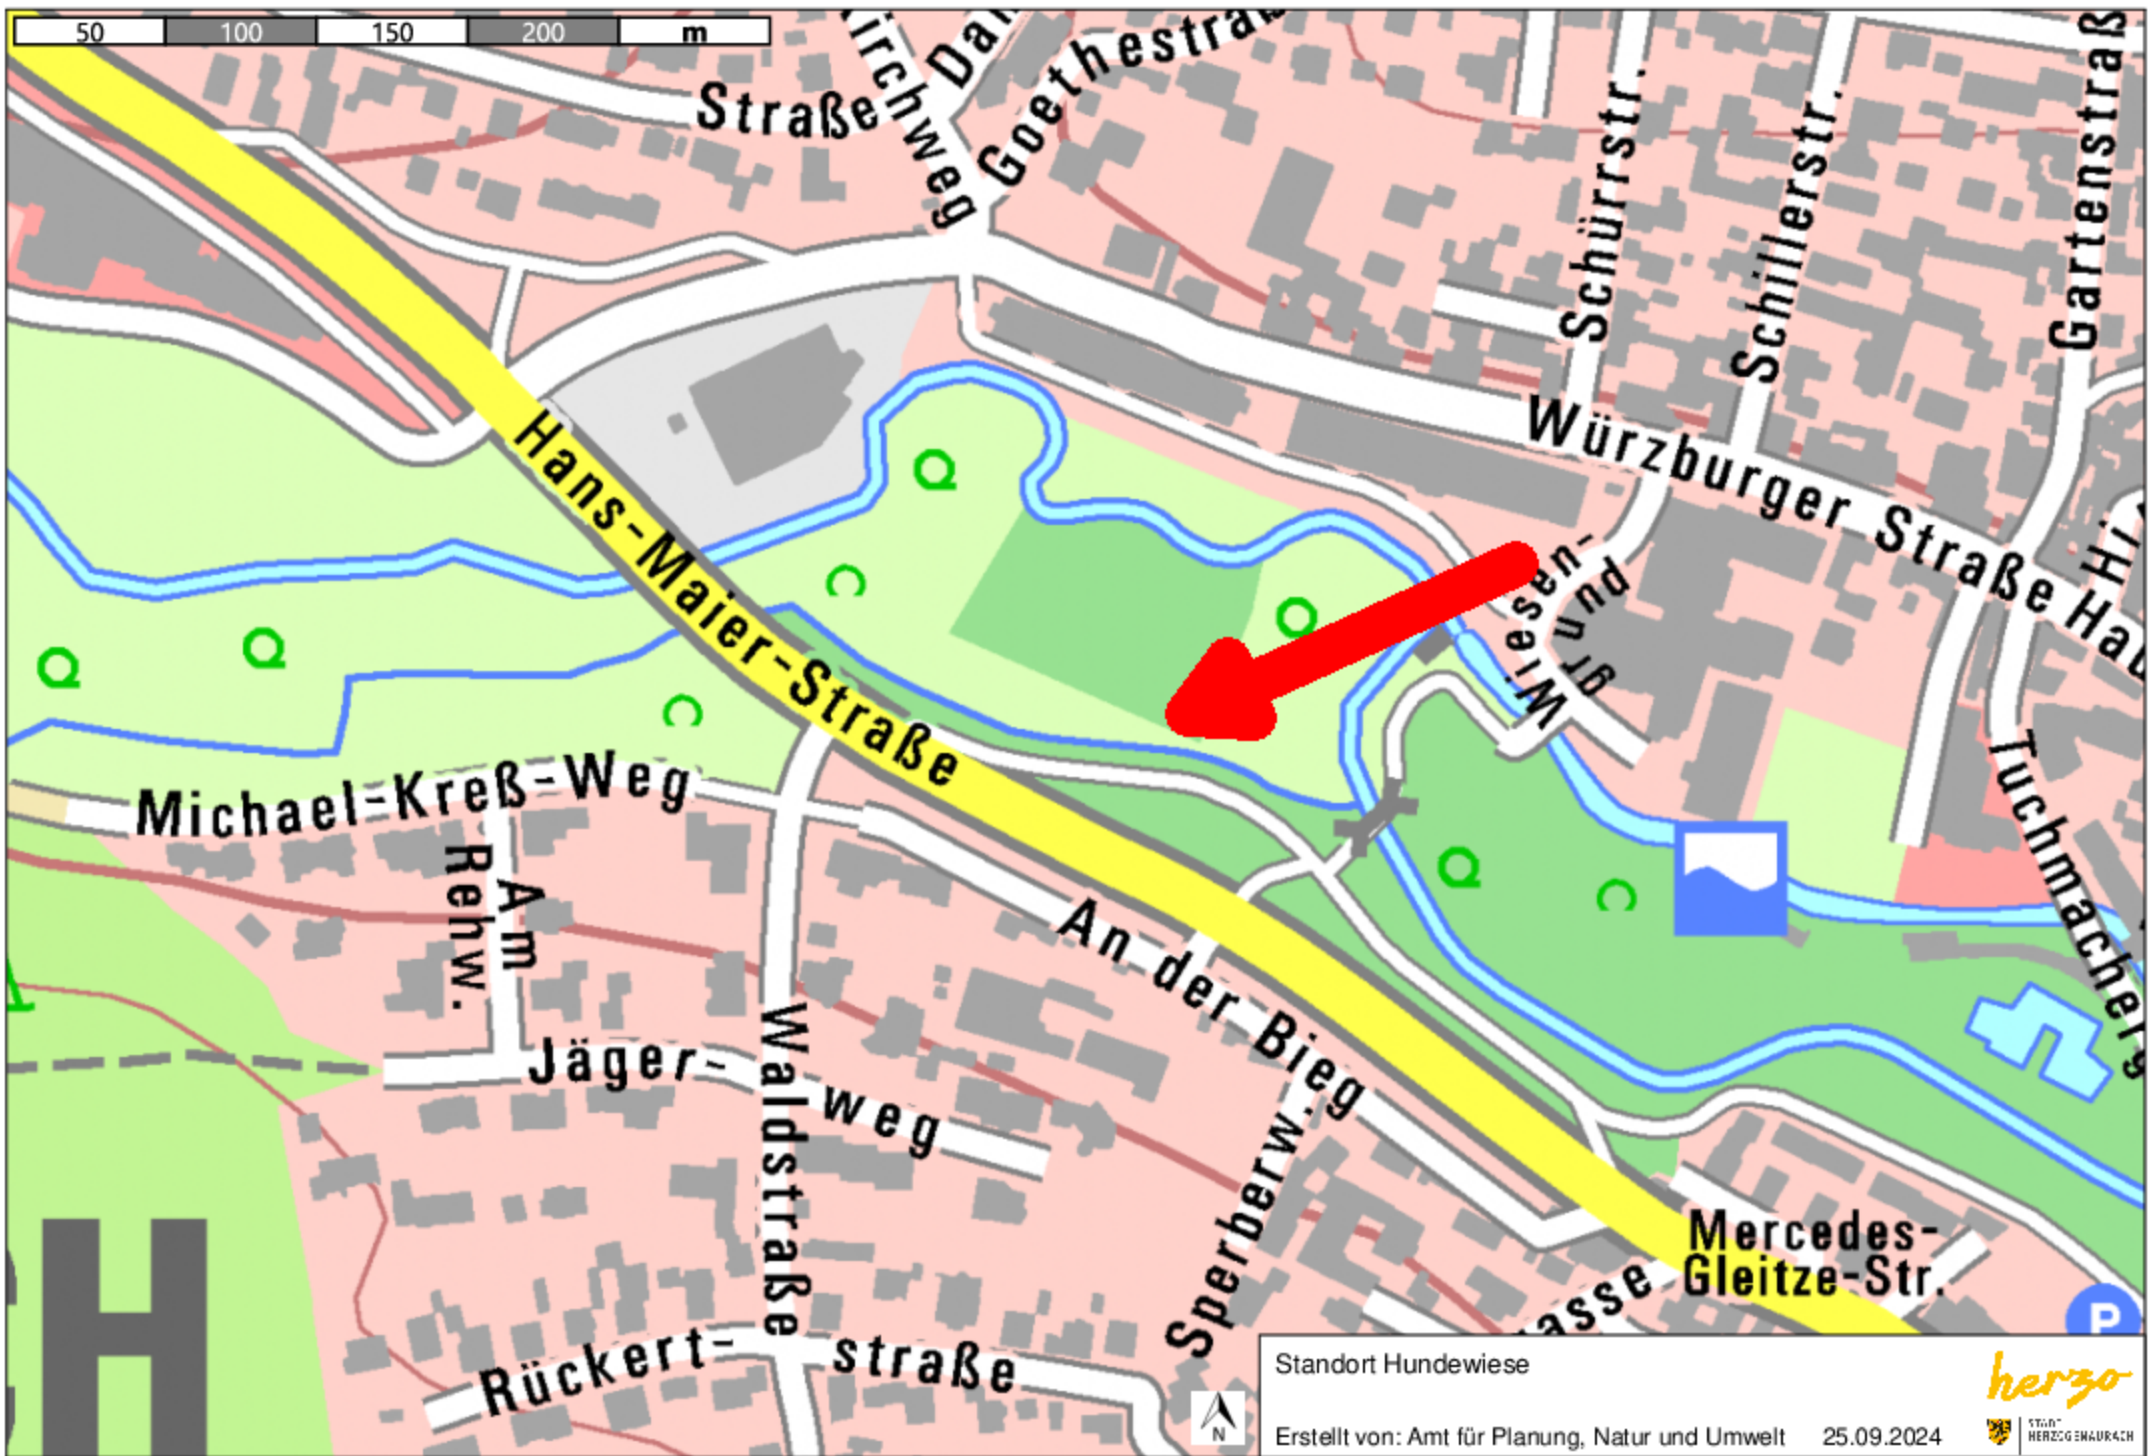 50 100 150 200 m
Straße
Kirchweg
Goethestraß
Schürrstr.
Schillerstr.
Gartenstraß
Würzburger Straße
Hans-Maier-Straße
Wiesen-
grund
W.
Michael-Kreß-Weg
Am
Rehw.
An der Bieg
Tuchmacherg
Jäger-
weg
Waldstraße
Sperberw.
Mercedes-
Gleitze-Str.
Rückert-
straße
P
H
N
Standort Hundewiese
Erstellt von: Amt für Planung, Natur und Umwelt 25.09.2024
herzo
STADT
HERZOGENAURACH